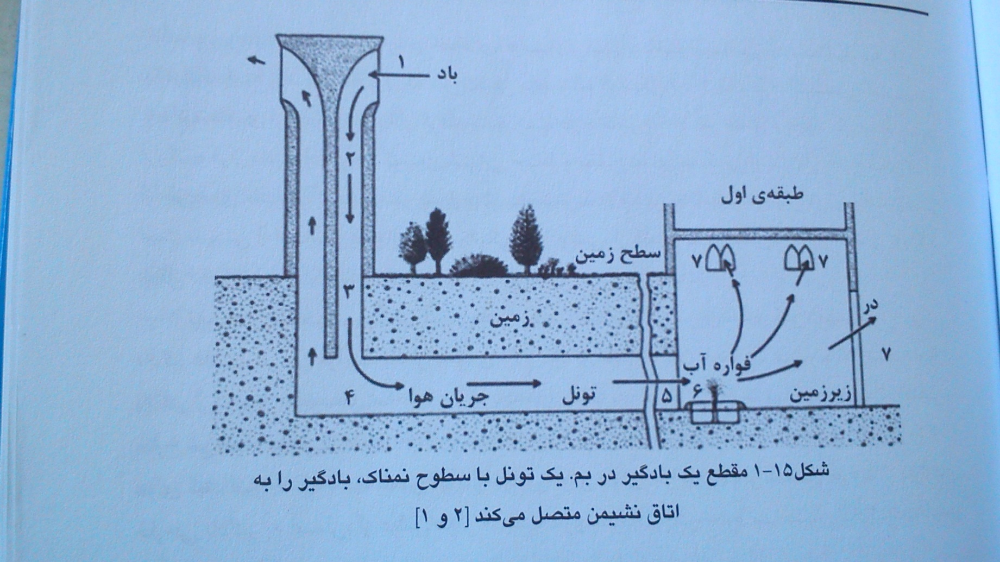 ۱
باد
۲
طبقه‌ی اول
سطح زمین
۷
۷
۳
زمین
در
۷
فواره آب
۴
جریان هوا
تونل
۵
۶
زیرزمین
شکل۱۵-۱ مقطع یک بادگیر در بم. یک تونل با سطوح نمناک، بادگیر را به
اتاق نشیمن متصل می‌کند [۲ و ۱]